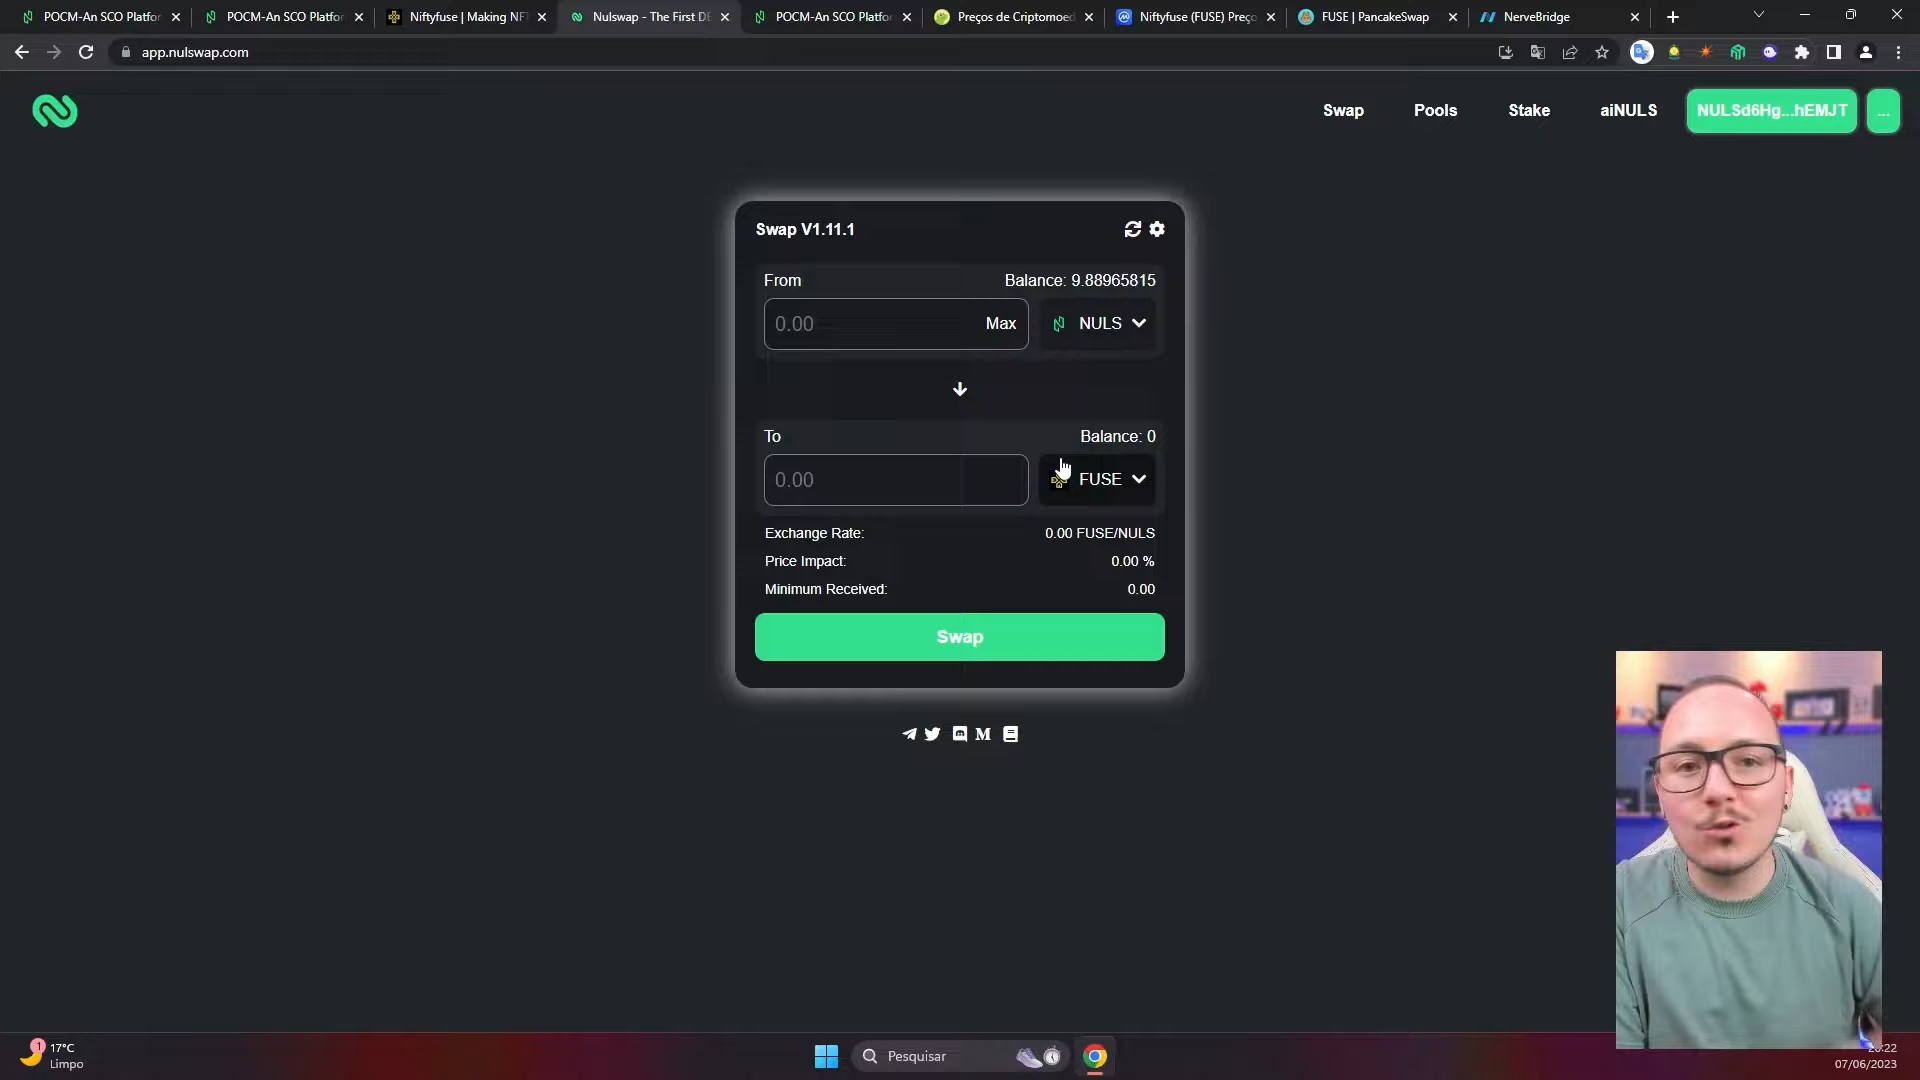 POCM-An SCO Platfor
POCM-An SCO Platfor
Niftyfuse | Making NF
Nulswap - The First D
POCM-An SCO Platfor
Preços de Criptomoed
Niftyfuse (FUSE) Preço
FUSE | PancakeSwap
NerveBridge
app.nulswap.com
Swap
Pools
Stake
aiNULS
NULSd6Hg...hEMJT
...
Swap V1.11.1
From
Balance: 9.88965815
0.00
Max
NULS
To
Balance: 0
0.00
FUSE
Exchange Rate:
0.00 FUSE/NULS
Price Impact:
0.00 %
Minimum Received:
0.00
Swap
M
1
17°C
Limpo
Pesquisar
07/06/2023